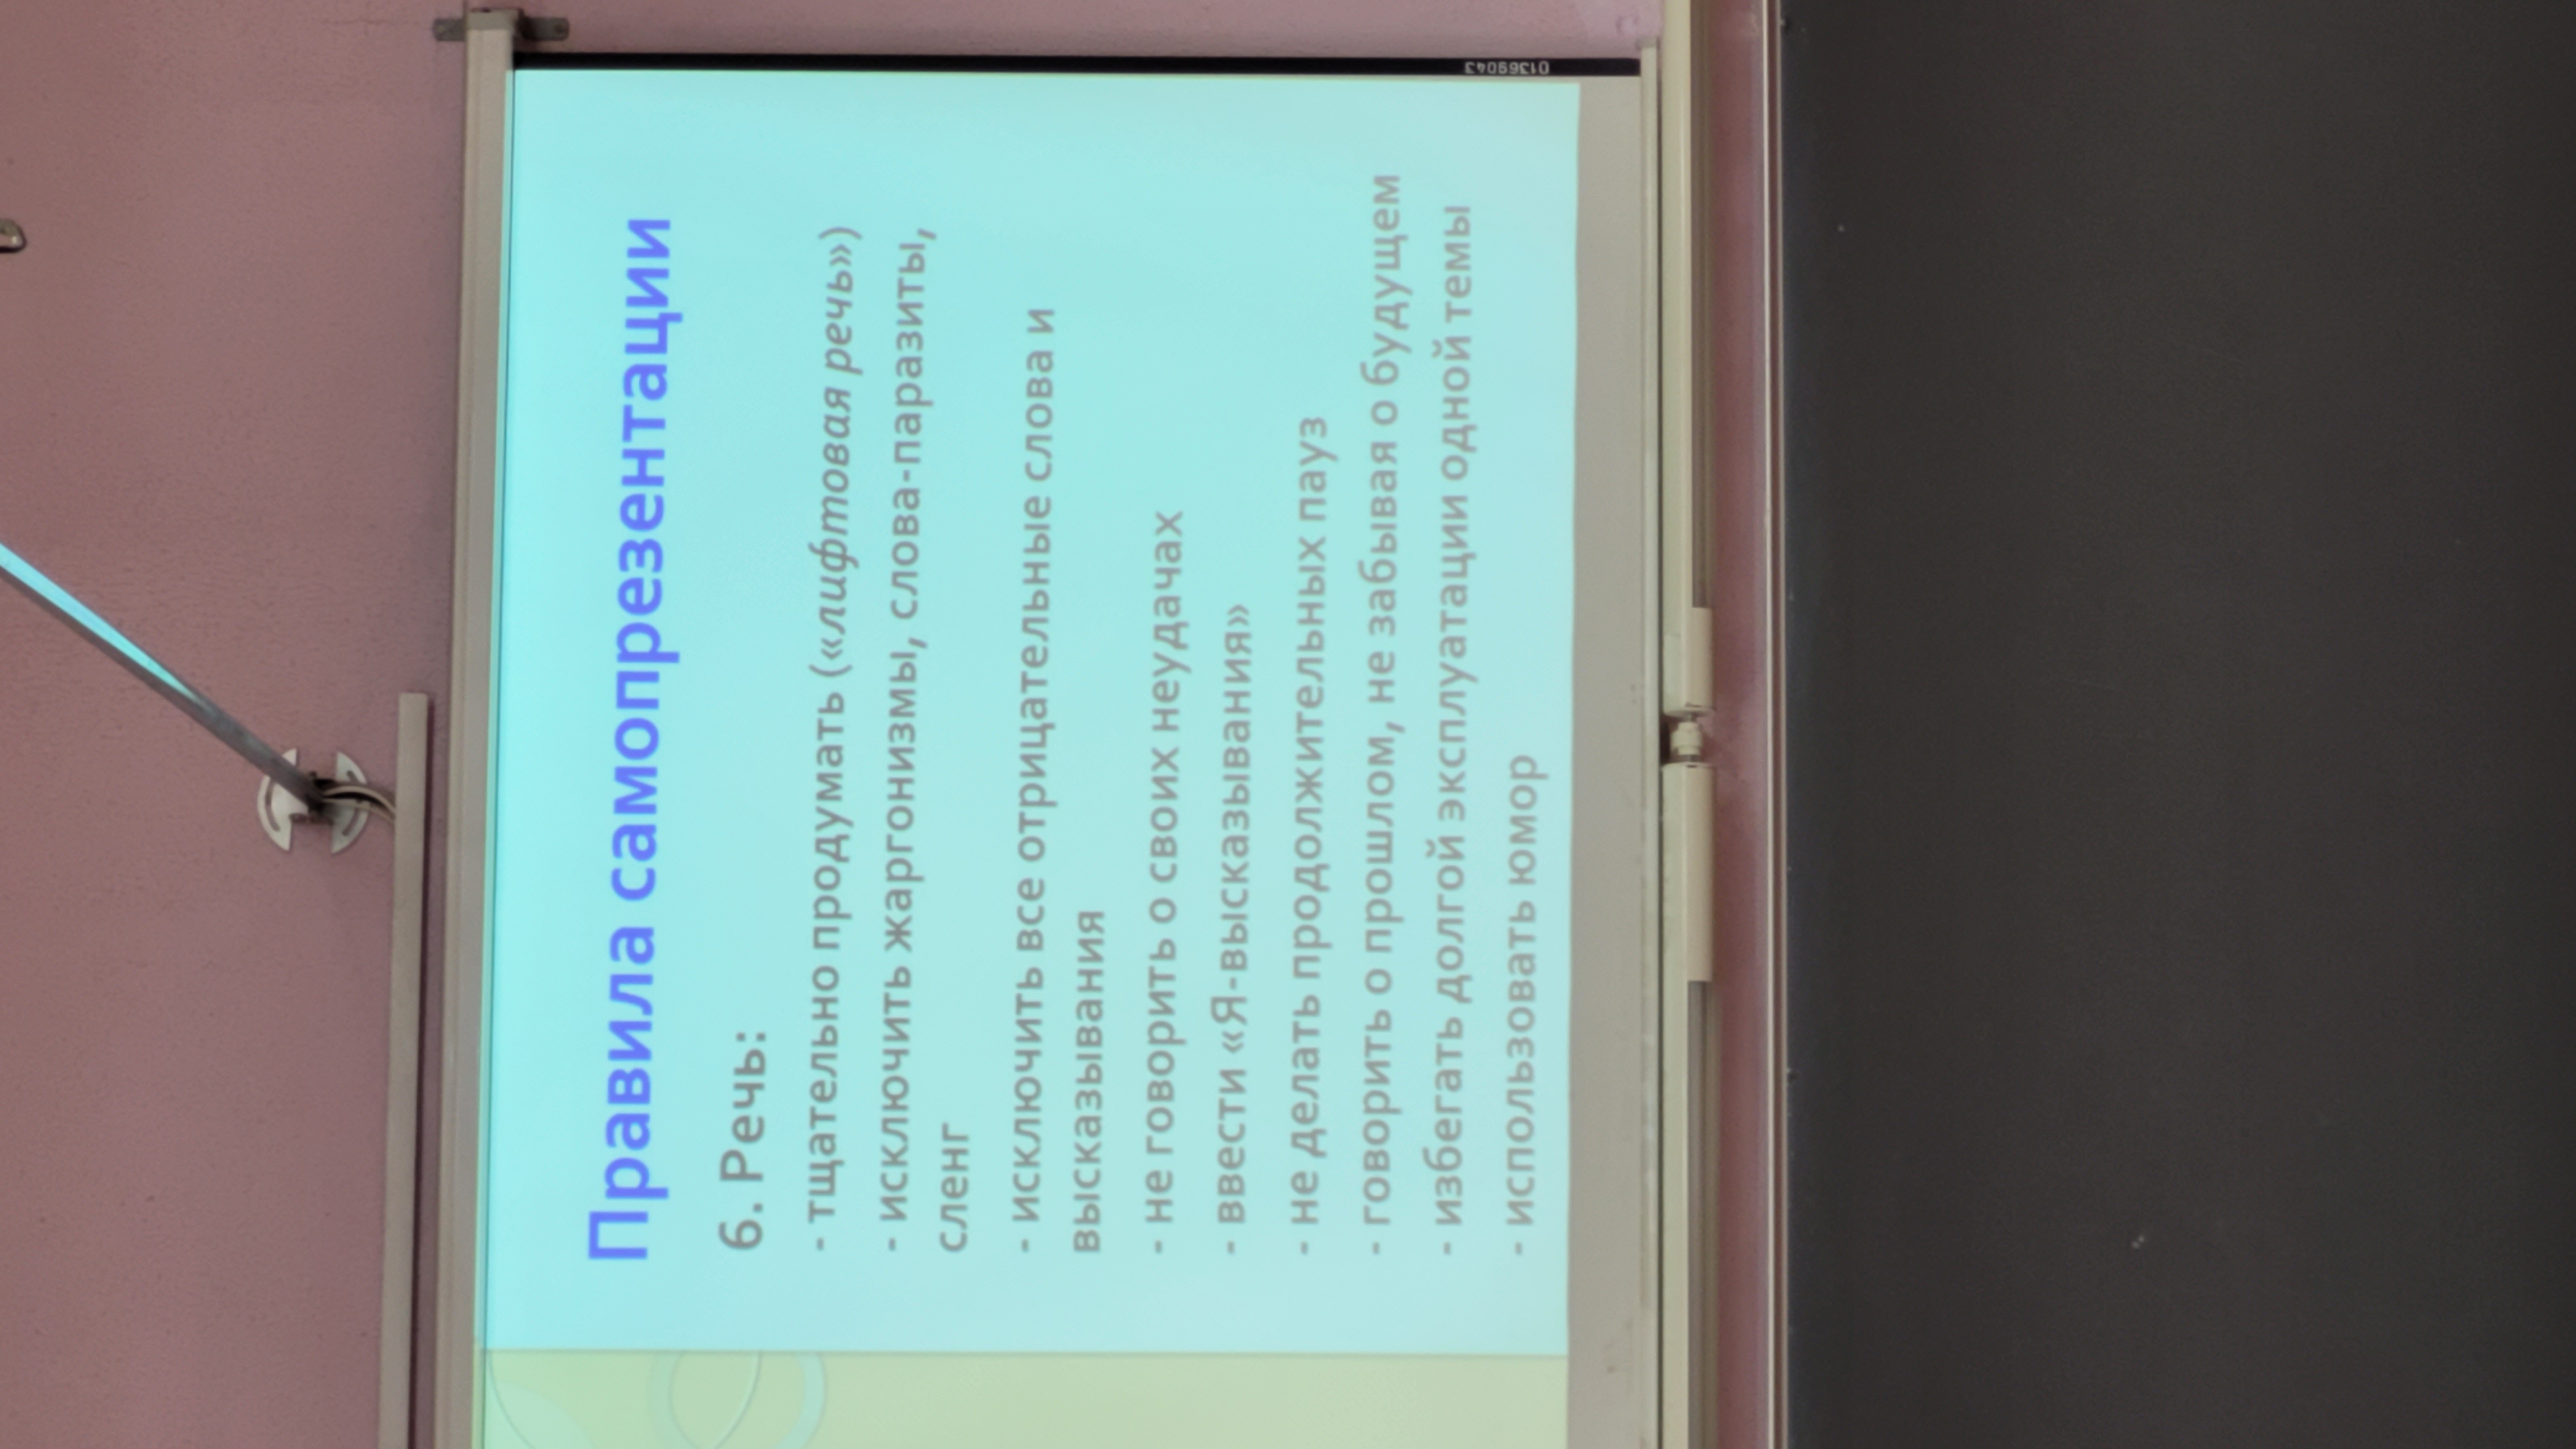 Правила самопрезентации
6. Речь:
- тщательно продумать («лифтовая речь»)
- исключить жаргонизмы, слова-паразиты,
сленг
- исключить все отрицательные слова и
высказывания
- не говорить о своих неудачах
- ввести «Я-высказывания»
- не делать продолжительных пауз
- говорить о прошлом, не забывая о будущем
- избегать долгой эксплуатации одной темы
- использовать юмор
01369043